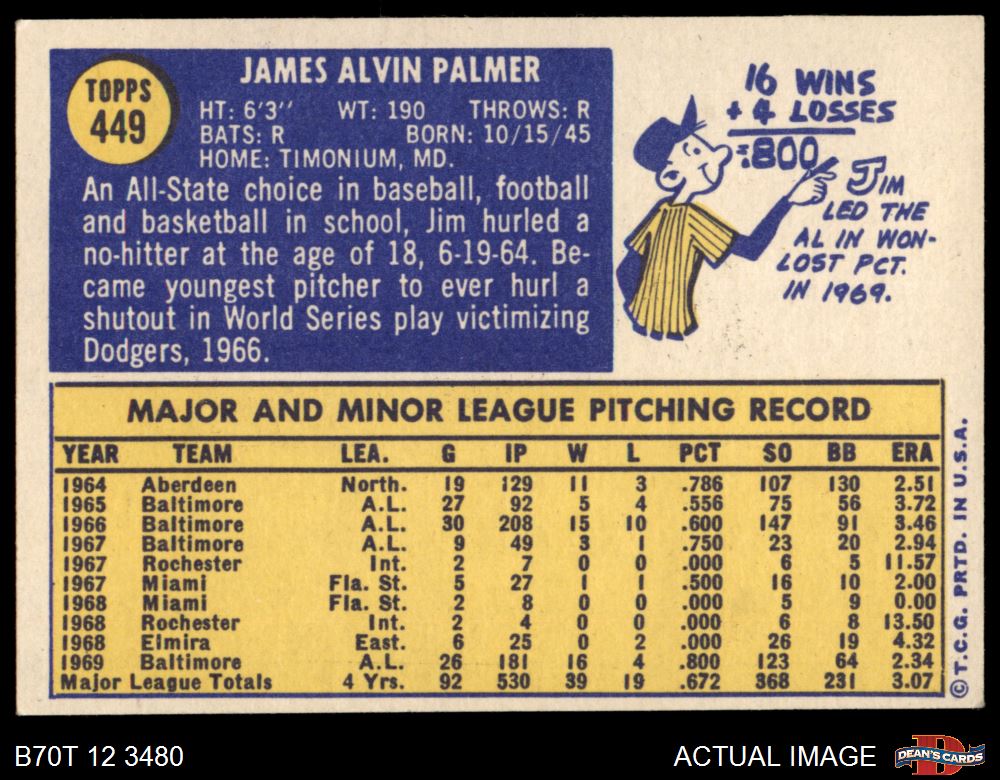 TOPPS
449
JAMES ALVIN PALMER
HT: 6'3'' WT: 190 THROWS: R
BATS: R BORN: 10/15/45
HOME: TIMONIUM, MD.
An All-State choice in baseball, football
and basketball in school, Jim hurled a
no-hitter at the age of 18, 6-19-64. Be-
came youngest pitcher to ever hurl a
shutout in World Series play victimizing
Dodgers, 1966.
16 WINS
+ 4 LOSSES
=.800
JIM
LED THE
AL IN WON-
LOST PCT.
IN 1969.
MAJOR AND MINOR LEAGUE PITCHING RECORD
YEAR TEAM LEA. G IP W L PCT SO BB ERA
1964 Aberdeen North. 19 129 11 3 .786 107 130 2.51
1965 Baltimore A.L. 27 92 5 4 .556 75 56 3.72
1966 Baltimore A.L. 30 208 15 10 .600 147 91 3.46
1967 Baltimore A.L. 9 49 3 1 .750 23 20 2.94
1967 Rochester Int. 2 7 0 0 .000 6 5 11.57
1967 Miami Fla. St. 5 27 1 1 .500 16 10 2.00
1968 Miami Fla. St. 2 8 0 0 .000 5 9 0.00
1968 Rochester Int. 2 4 0 0 .000 6 8 13.50
1968 Elmira East. 6 25 0 2 .000 26 19 4.32
1969 Baltimore A.L. 26 181 16 4 .800 123 64 2.34
Major League Totals 4 Yrs. 92 530 39 19 .672 368 231 3.07
© T.C.G. PRTD. IN U.S.A.
B70T 12 3480
ACTUAL IMAGE
DEAN'S CARDS